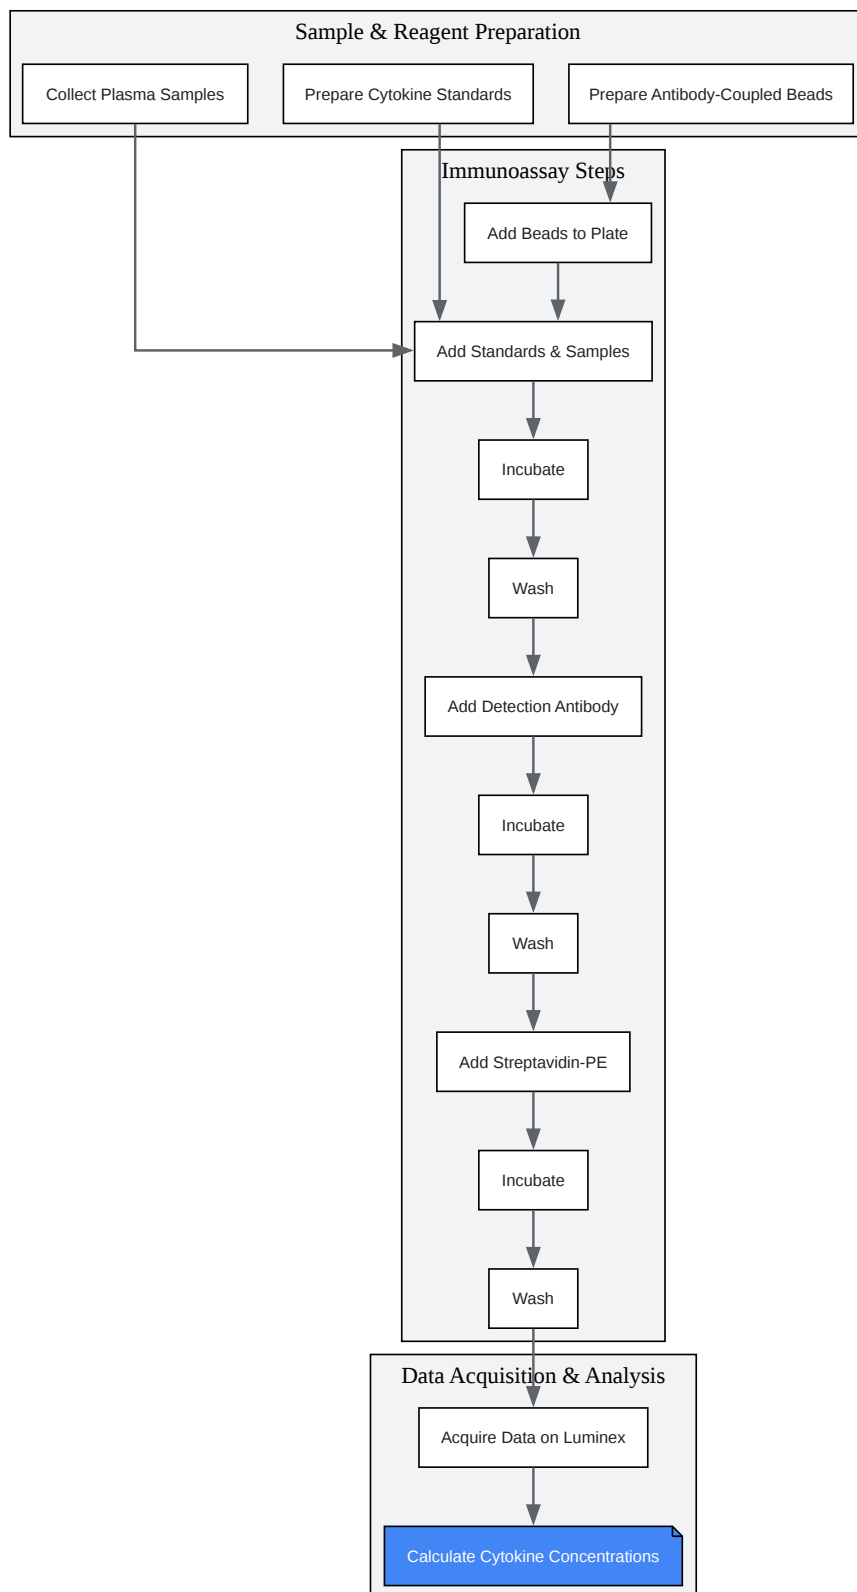 Sample & Reagent Preparation
Collect Plasma Samples
Prepare Cytokine Standards
Prepare Antibody-Coupled Beads
Immunoassay Steps
Add Beads to Plate
Add Standards & Samples
Incubate
Wash
Add Detection Antibody
Incubate
Wash
Add Streptavidin-PE
Incubate
Wash
Data Acquisition & Analysis
Acquire Data on Luminex
Calculate Cytokine Concentrations